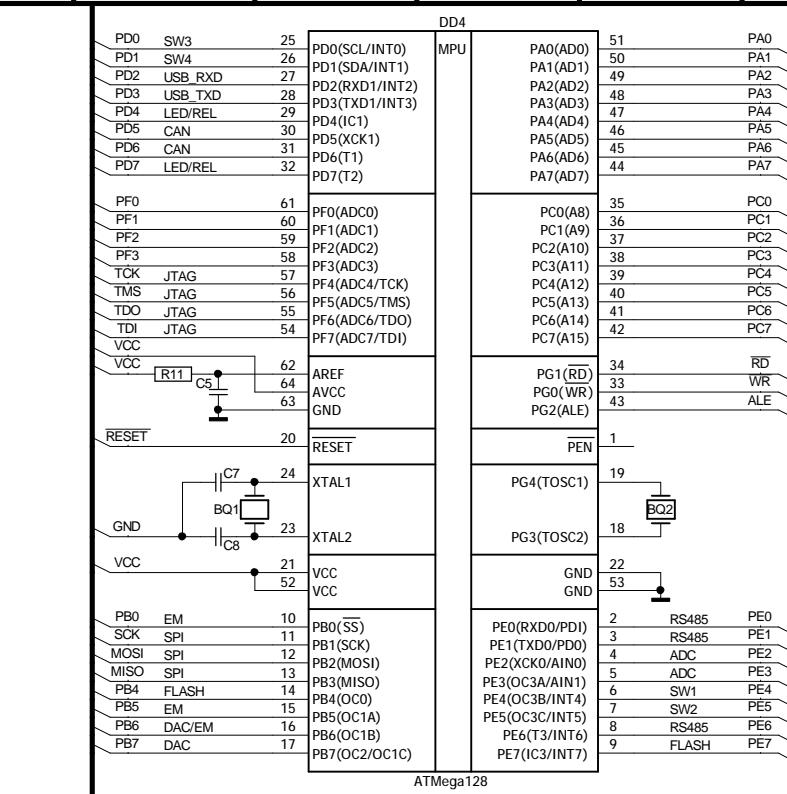 DD4
MPU
PD0 SW3 25 PD0(SCL/INT0)
PD1 SW4 26 PD1(SDA/INT1)
PD2 USB_RXD 27 PD2(RXD1/INT2)
PD3 USB_TXD 28 PD3(TXD1/INT3)
PD4 LED/REL 29 PD4(IC1)
PD5 CAN 30 PD5(XCK1)
PD6 CAN 31 PD6(T1)
PD7 LED/REL 32 PD7(T2)
PF0 61 PF0(ADC0)
PF1 60 PF1(ADC1)
PF2 59 PF2(ADC2)
PF3 58 PF3(ADC3)
TCK JTAG 57 PF4(ADC4/TCK)
TMS JTAG 56 PF5(ADC5/TMS)
TDO JTAG 55 PF6(ADC6/TDO)
TDI JTAG 54 PF7(ADC7/TDI)
VCC
VCC R11 62 AREF
C5 64 AVCC
63 GND
RESET 20 RESET
C7 24 XTAL1
BQ1
GND C8 23 XTAL2
VCC 21 VCC
52 VCC
PB0 EM 10 PB0(SS)
SCK SPI 11 PB1(SCK)
MOSI SPI 12 PB2(MOSI)
MISO SPI 13 PB3(MISO)
PB4 FLASH 14 PB4(OC0)
PB5 EM 15 PB5(OC1A)
PB6 DAC/EM 16 PB6(OC1B)
PB7 DAC 17 PB7(OC2/OC1C)
PA0(AD0) 51 PA0
PA1(AD1) 50 PA1
PA2(AD2) 49 PA2
PA3(AD3) 48 PA3
PA4(AD4) 47 PA4
PA5(AD5) 46 PA5
PA6(AD6) 45 PA6
PA7(AD7) 44 PA7
PC0(A8) 35 PC0
PC1(A9) 36 PC1
PC2(A10) 37 PC2
PC3(A11) 38 PC3
PC4(A12) 39 PC4
PC5(A13) 40 PC5
PC6(A14) 41 PC6
PC7(A15) 42 PC7
PG1(RD) 34 RD
PG0(WR) 33 WR
PG2(ALE) 43 ALE
PEN 1
PG4(TOSC1) 19
BQ2
PG3(TOSC2) 18
GND 22
GND 53
PE0(RXD0/PDI) 2 RS485 PE0
PE1(TXD0/PD0) 3 RS485 PE1
PE2(XCK0/AIN0) 4 ADC PE2
PE3(OC3A/AIN1) 5 ADC PE3
PE4(OC3B/INT4) 6 SW1 PE4
PE5(OC3C/INT5) 7 SW2 PE5
PE6(T3/INT6) 8 RS485 PE6
PE7(IC3/INT7) 9 FLASH PE7
ATMega128